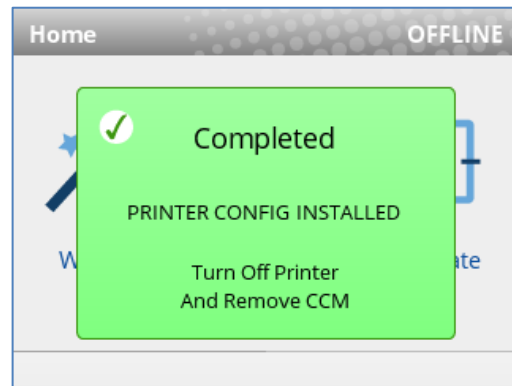 Home
OFFLINE
Completed
PRINTER CONFIG INSTALLED
Turn Off Printer
And Remove CCM